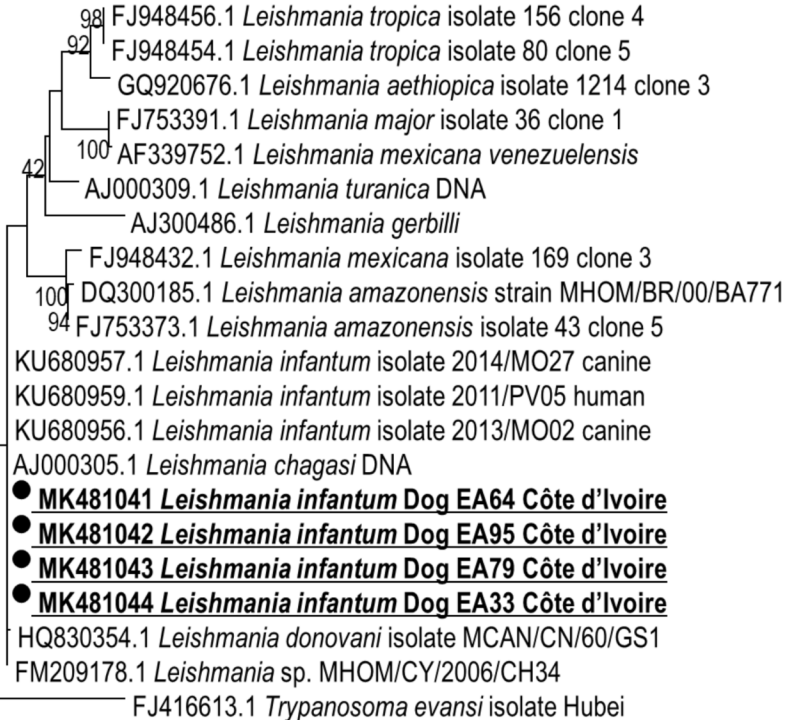 98 FJ948456.1 Leishmania tropica isolate 156 clone 4
92 FJ948454.1 Leishmania tropica isolate 80 clone 5
GQ920676.1 Leishmania aethiopica isolate 1214 clone 3
FJ753391.1 Leishmania major isolate 36 clone 1
100 AF339752.1 Leishmania mexicana venezuelensis
42 AJ000309.1 Leishmania turanica DNA
AJ300486.1 Leishmania gerbilli
FJ948432.1 Leishmania mexicana isolate 169 clone 3
100 DQ300185.1 Leishmania amazonensis strain MHOM/BR/00/BA771
94 FJ753373.1 Leishmania amazonensis isolate 43 clone 5
KU680957.1 Leishmania infantum isolate 2014/MO27 canine
KU680959.1 Leishmania infantum isolate 2011/PV05 human
KU680956.1 Leishmania infantum isolate 2013/MO02 canine
AJ000305.1 Leishmania chagasi DNA
MK481041 Leishmania infantum Dog EA64 Côte d'Ivoire
MK481042 Leishmania infantum Dog EA95 Côte d'Ivoire
MK481043 Leishmania infantum Dog EA79 Côte d'Ivoire
MK481044 Leishmania infantum Dog EA33 Côte d'Ivoire
HQ830354.1 Leishmania donovani isolate MCAN/CN/60/GS1
FM209178.1 Leishmania sp. MHOM/CY/2006/CH34
FJ416613.1 Trypanosoma evansi isolate Hubei